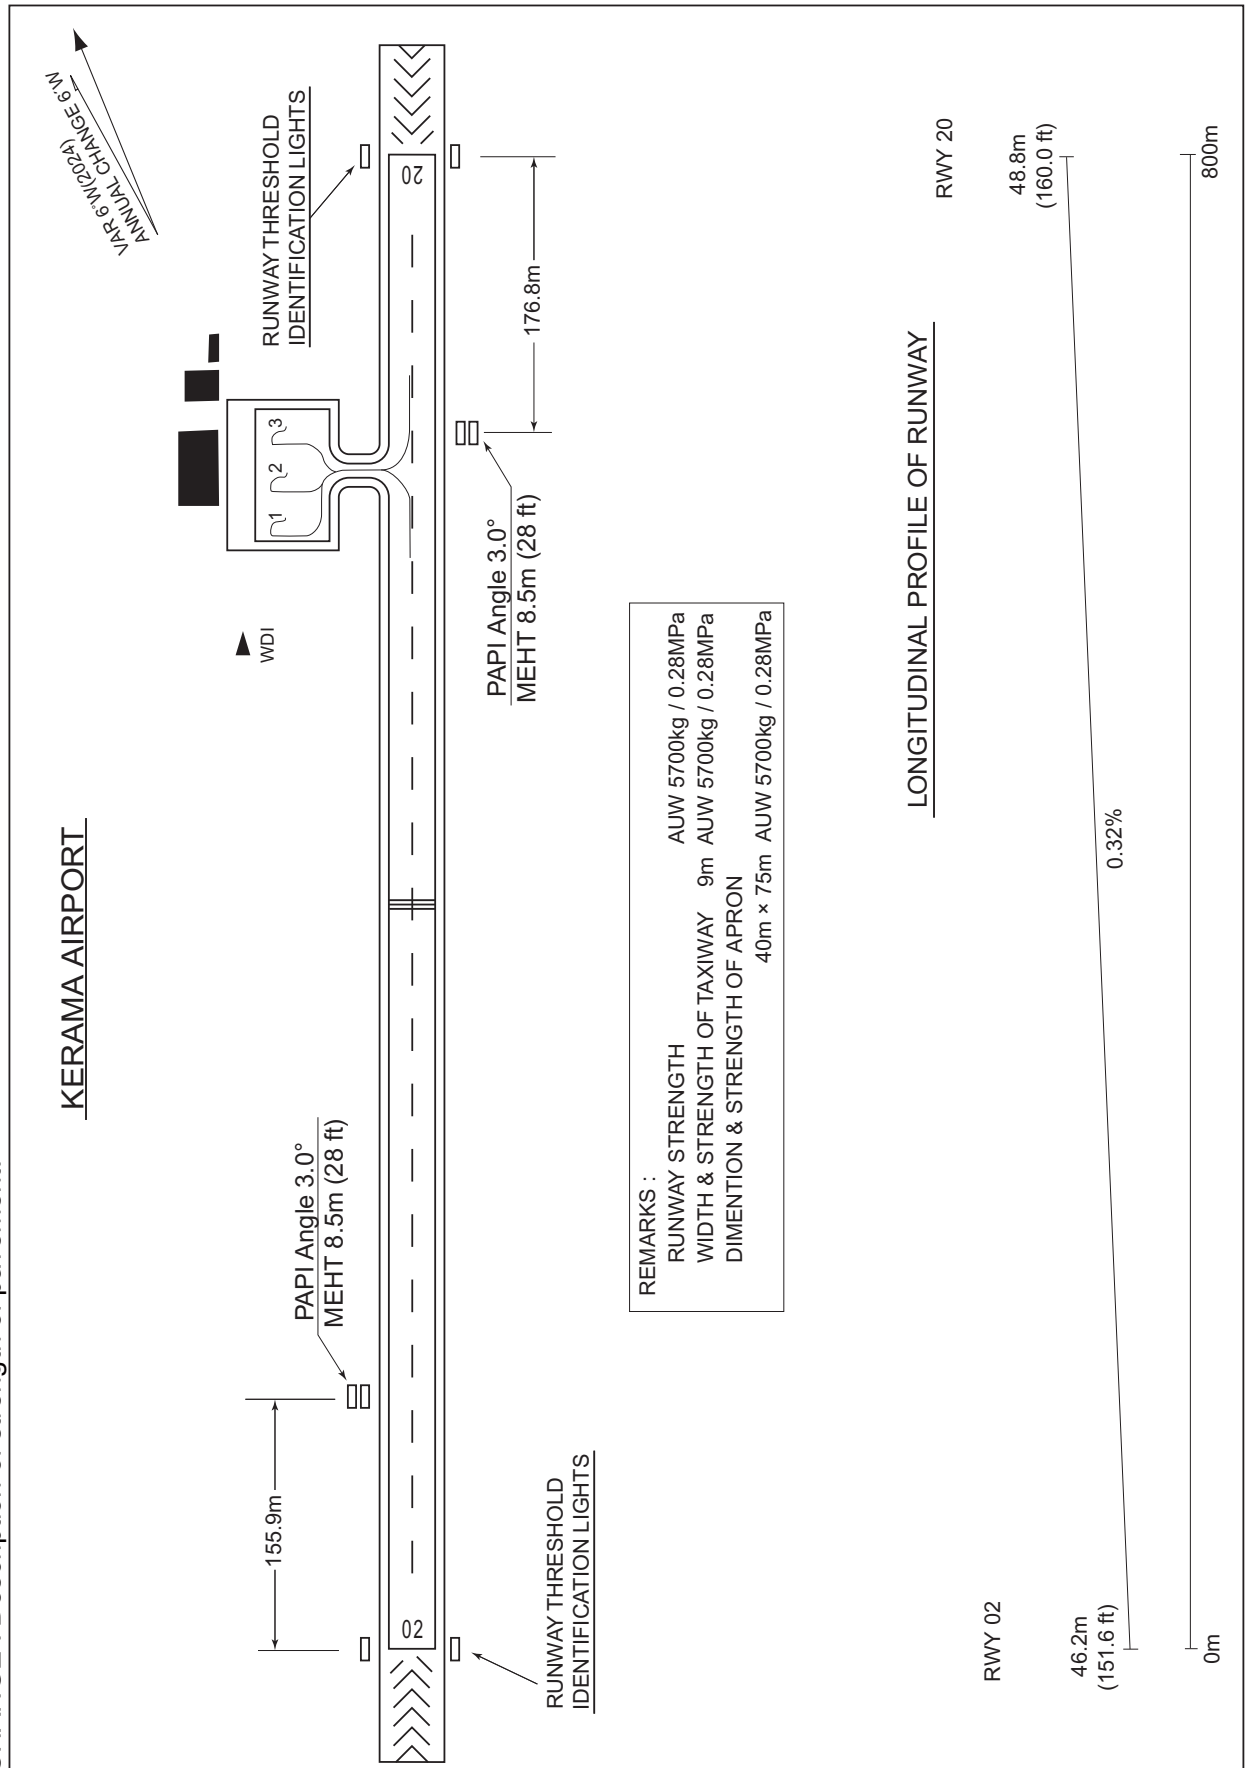 KERAMA AIRPORT
VAR 6°W(2024)
ANNUAL CHANGE 6'W
RUNWAY THRESHOLD
IDENTIFICATION LIGHTS
1
2
3
WDI
PAPI Angle 3.0°
MEHT 8.5m (28 ft)
155.9m
02
20
176.8m
PAPI Angle 3.0°
MEHT 8.5m (28 ft)
RUNWAY THRESHOLD
IDENTIFICATION LIGHTS
REMARKS :
RUNWAY STRENGTH AUW 5700kg / 0.28MPa
WIDTH & STRENGTH OF TAXIWAY 9m AUW 5700kg / 0.28MPa
DIMENTION & STRENGTH OF APRON
40m × 75m AUW 5700kg / 0.28MPa
LONGITUDINAL PROFILE OF RUNWAY
RWY 02
RWY 20
46.2m
(151.6 ft)
48.8m
(160.0 ft)
0.32%
0m
800m